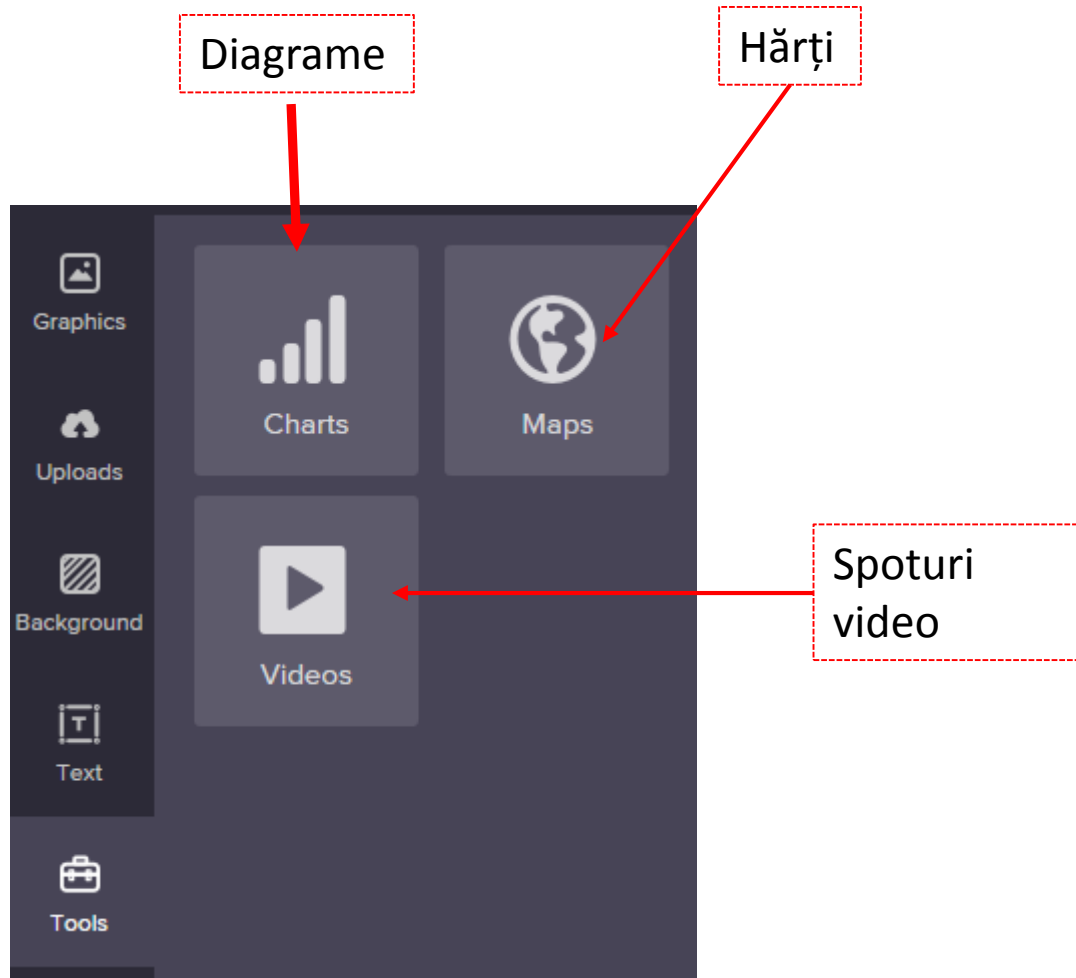 Diagrame
Hărți
Graphics
Charts
Maps
Uploads
Background
Spoturi
video
Videos
Text
Tools